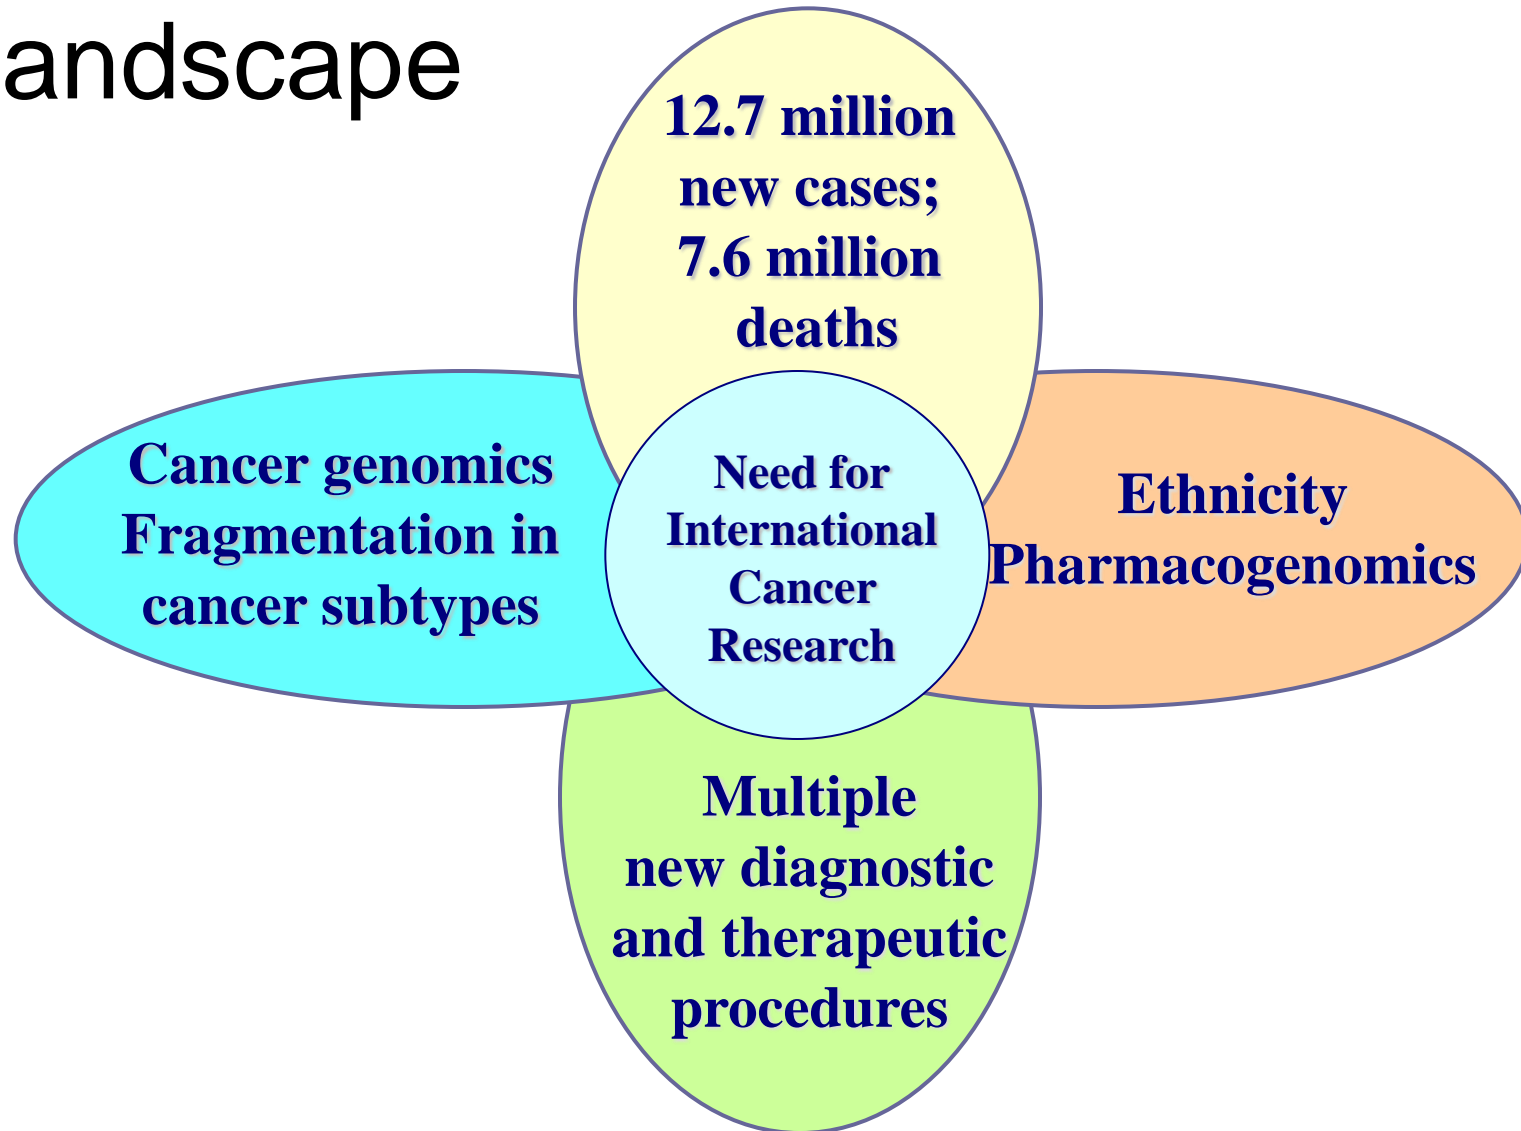 andscape
12.7 million
new cases;
7.6 million
deaths
Cancer genomics
Fragmentation in
cancer subtypes
Need for
International
Cancer
Research
Ethnicity
Pharmacogenomics
Multiple
new diagnostic
and therapeutic
procedures